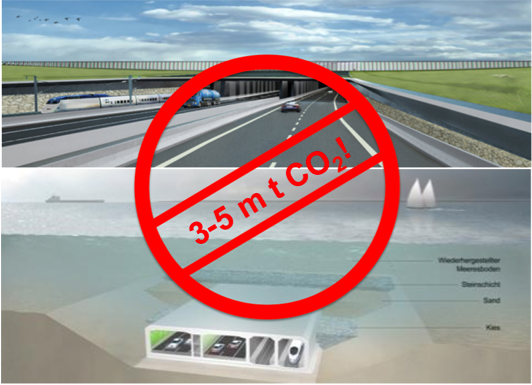 3-5 m t CO₂!
Wiederhergestellter
Meeresboden
Steinschicht
Sand
Kies